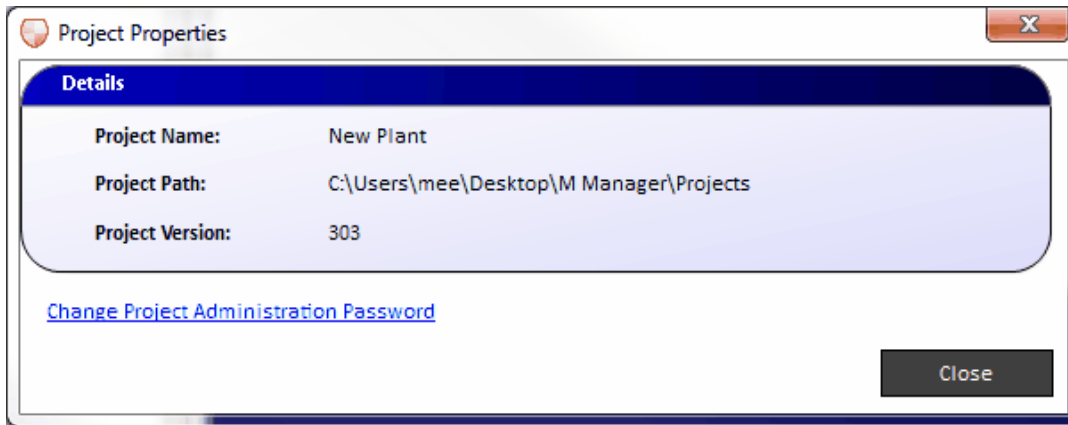 Project Properties
Details
Project Name: New Plant
Project Path: C:\Users\mee\Desktop\M Manager\Projects
Project Version: 303
Change Project Administration Password
Close